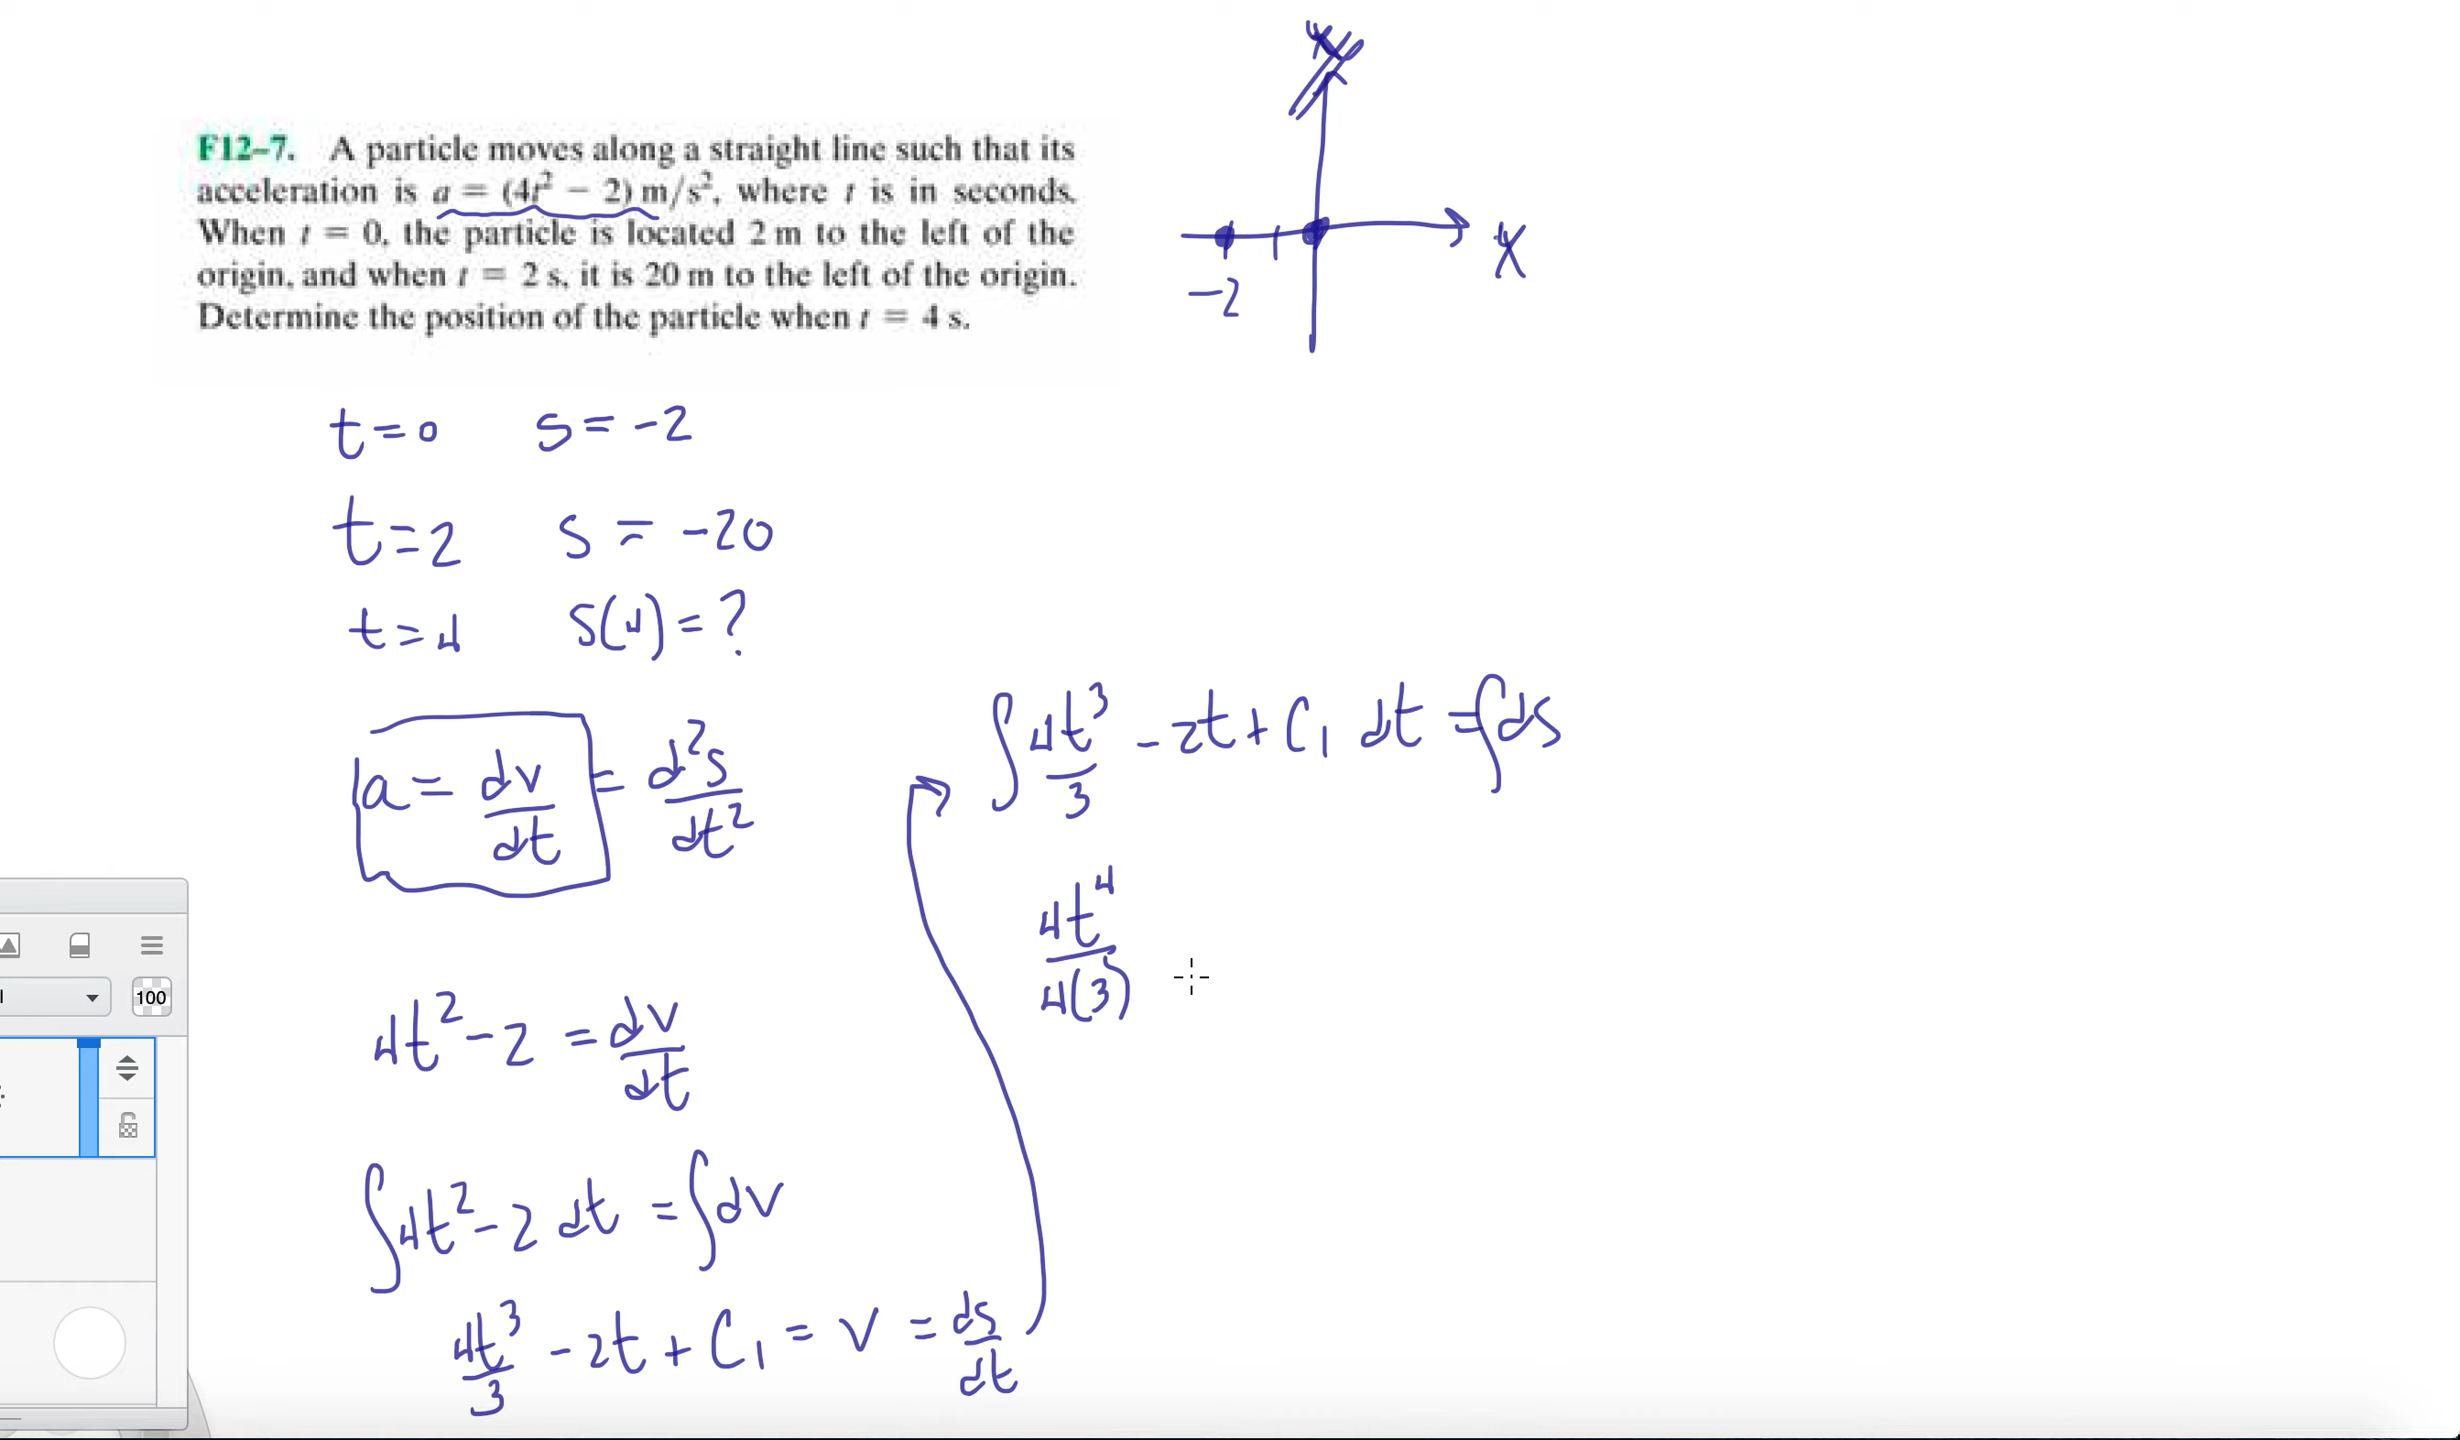 F12–7. A particle moves along a straight line such that its
acceleration is a = (4t² − 2) m/s², where t is in seconds.
When t = 0, the particle is located 2 m to the left of the
origin, and when t = 2 s, it is 20 m to the left of the origin.
Determine the position of the particle when t = 4 s.
x
-2
t=0 s=-2
t=2 s=-20
t=4 s(4)=?
a = dv/dt = d²s/dt²
4t²-2 = dv/dt
∫4t²-2 dt = ∫dv
4t³/3 - 2t + C₁ = v = ds/dt
∫4t³/3 - 2t + C₁ dt = ∫ds
4t⁴/4(3)
100